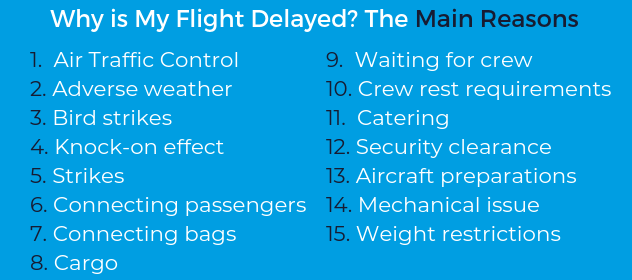 Why is My Flight Delayed? The Main Reasons
1. Air Traffic Control
2. Adverse weather
3. Bird strikes
4. Knock-on effect
5. Strikes
6. Connecting passengers
7. Connecting bags
8. Cargo
9. Waiting for crew
10. Crew rest requirements
11. Catering
12. Security clearance
13. Aircraft preparations
14. Mechanical issue
15. Weight restrictions